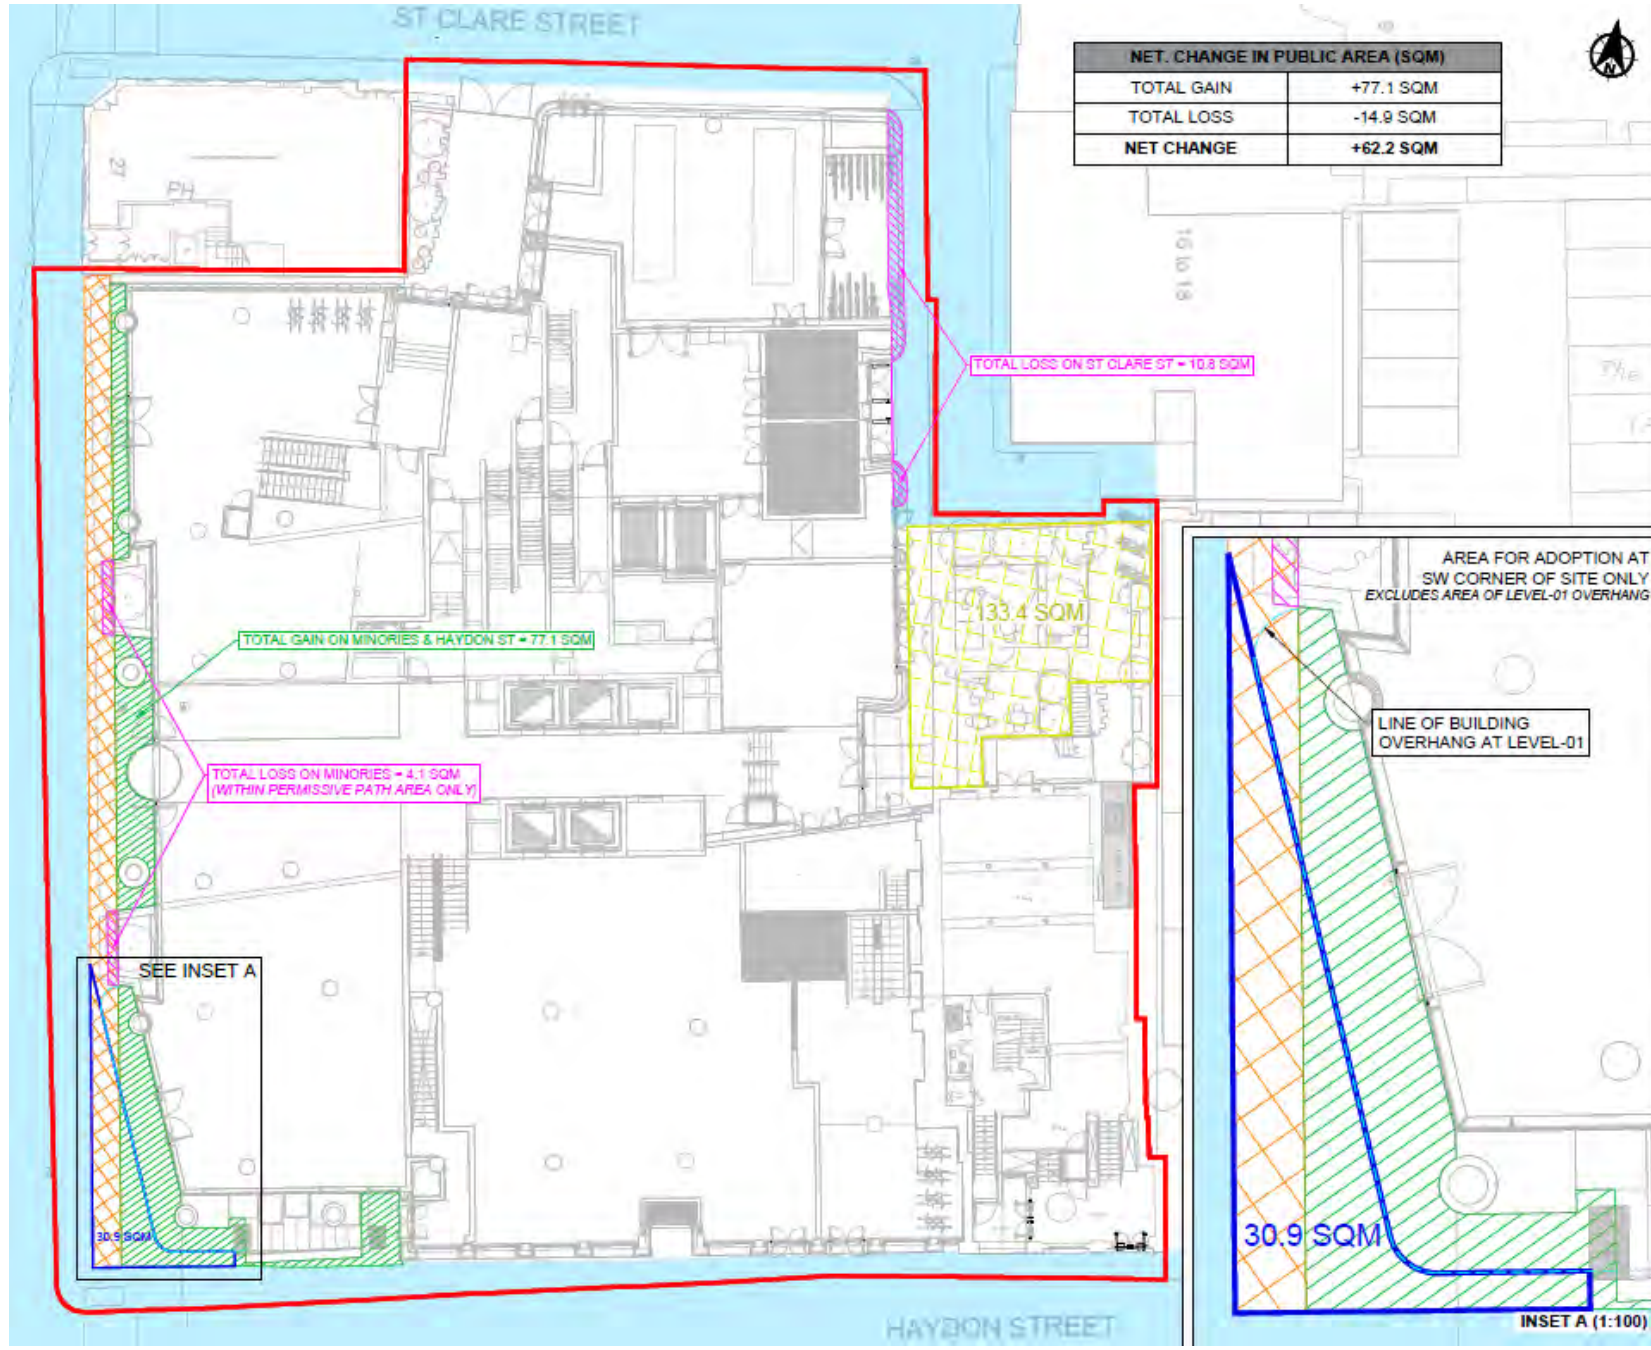 ST CLARE STREET
N
NET. CHANGE IN PUBLIC AREA (SQM)
TOTAL GAIN +77.1 SQM
TOTAL LOSS -14.9 SQM
NET CHANGE +62.2 SQM
27
PH
16 to 18
TOTAL LOSS ON ST CLARE ST = 10.8 SQM
133.4 SQM
TOTAL GAIN ON MINORIES & HAYDON ST = 77.1 SQM
TOTAL LOSS ON MINORIES = 4.1 SQM
(WITHIN PERMISSIVE PATH AREA ONLY)
SEE INSET A
30.9 SQM
HAYDON STREET
AREA FOR ADOPTION AT
SW CORNER OF SITE ONLY
EXCLUDES AREA OF LEVEL-01 OVERHANG
LINE OF BUILDING
OVERHANG AT LEVEL-01
30.9 SQM
INSET A (1:100)